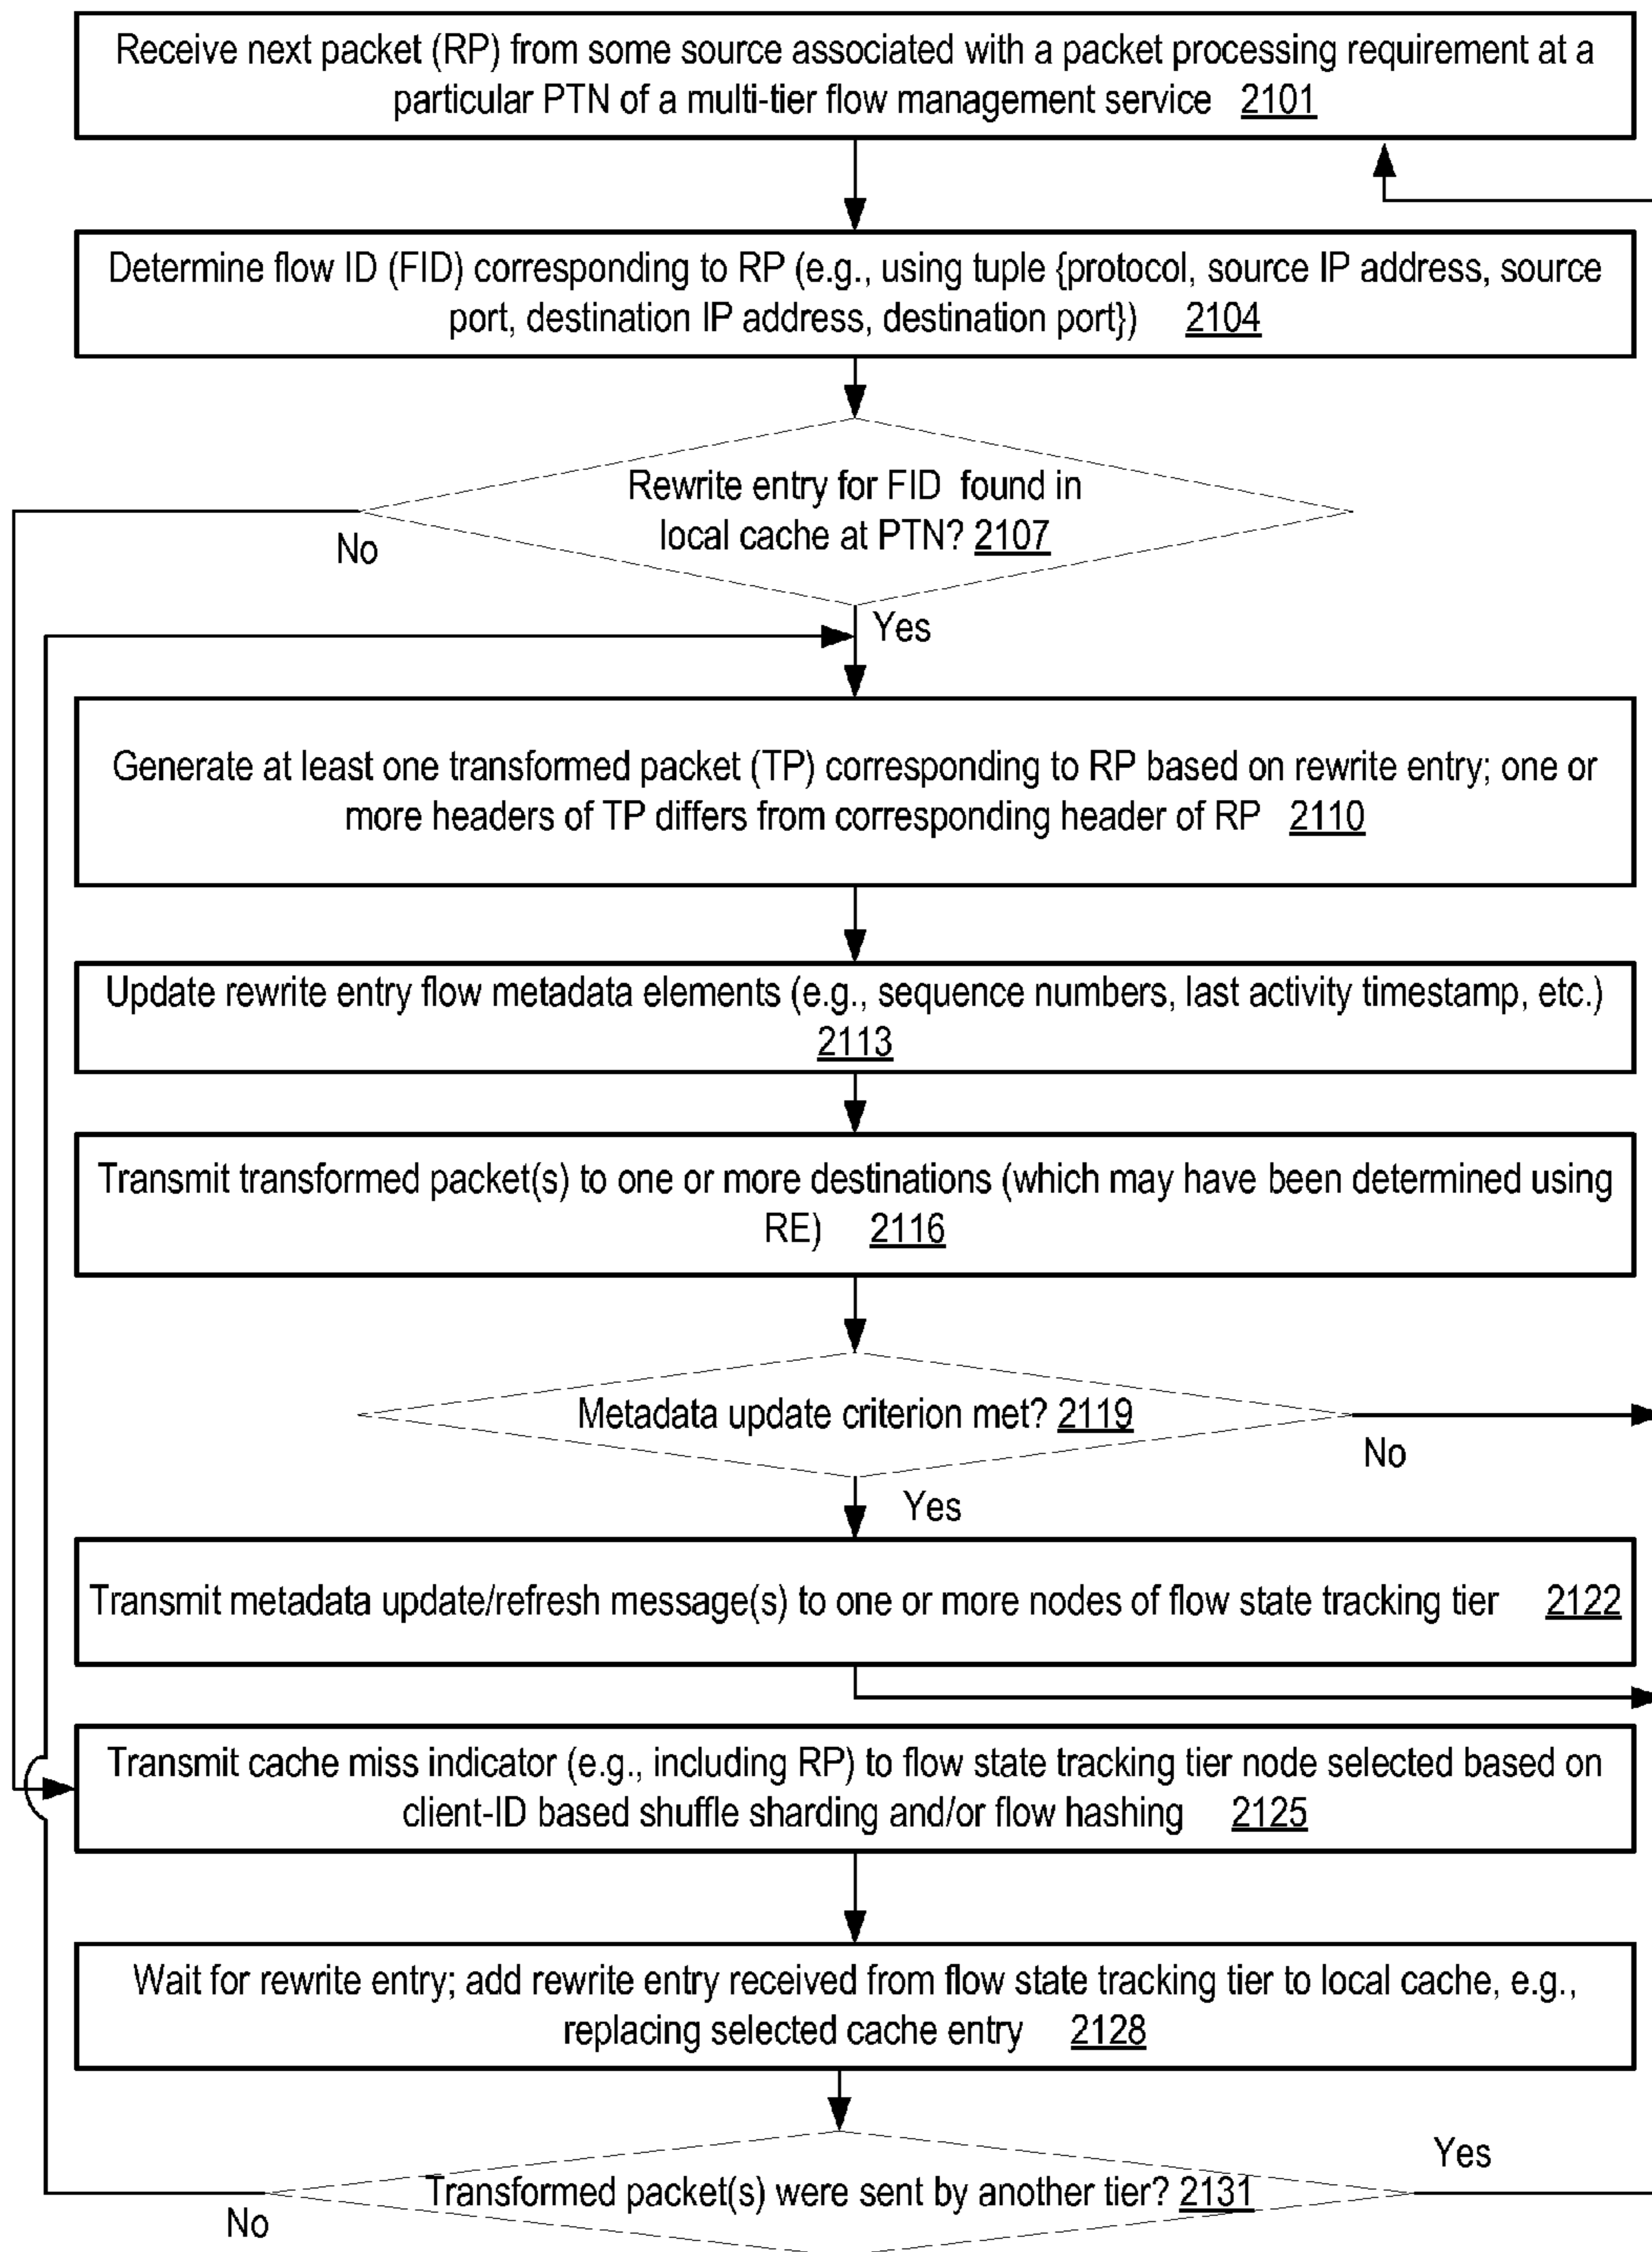 Receive next packet (RP) from some source associated with a packet processing requirement at a
particular PTN of a multi-tier flow management service 2101
Determine flow ID (FID) corresponding to RP (e.g., using tuple {protocol, source IP address, source
port, destination IP address, destination port}) 2104
Rewrite entry for FID found in
local cache at PTN? 2107
No
Yes
Generate at least one transformed packet (TP) corresponding to RP based on rewrite entry; one or
more headers of TP differs from corresponding header of RP 2110
Update rewrite entry flow metadata elements (e.g., sequence numbers, last activity timestamp, etc.)
2113
Transmit transformed packet(s) to one or more destinations (which may have been determined using
RE) 2116
Metadata update criterion met? 2119
No
Yes
Transmit metadata update/refresh message(s) to one or more nodes of flow state tracking tier 2122
Transmit cache miss indicator (e.g., including RP) to flow state tracking tier node selected based on
client-ID based shuffle sharding and/or flow hashing 2125
Wait for rewrite entry; add rewrite entry received from flow state tracking tier to local cache, e.g.,
replacing selected cache entry 2128
Yes
Transformed packet(s) were sent by another tier? 2131
No